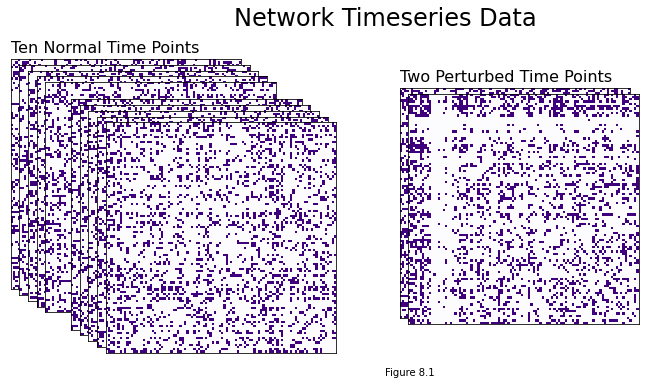 Network Timeseries Data
Ten Normal Time Points
Two Perturbed Time Points
Figure 8.1